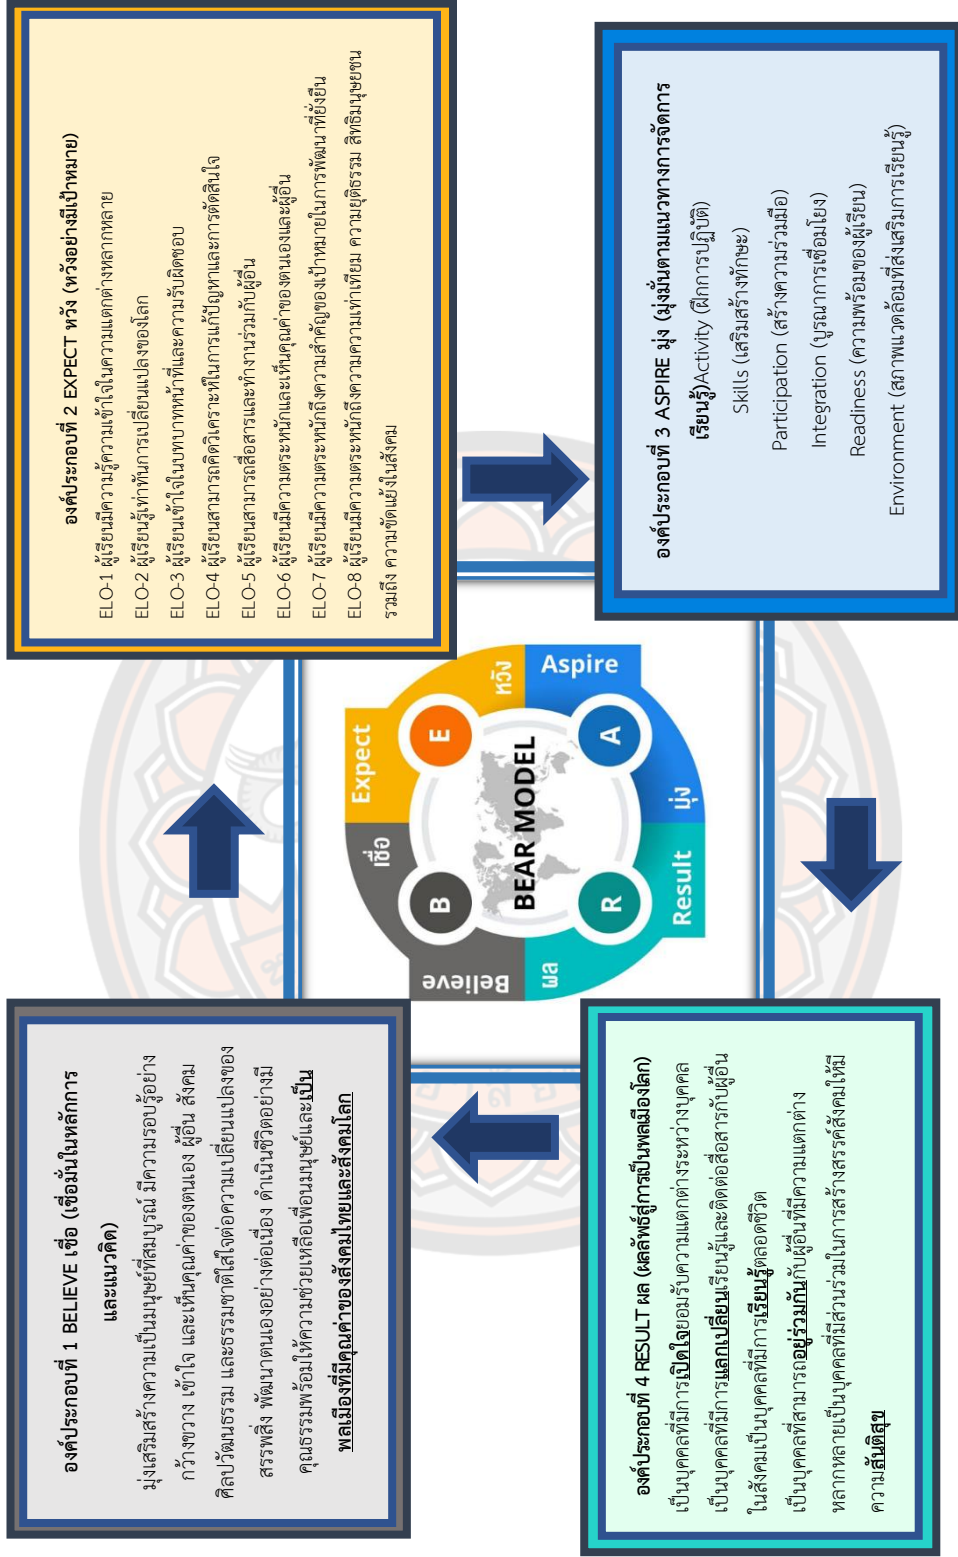 องค์ประกอบที่ 1 BELIEVE เชื่อ (เชื่อมั่นในหลักการ
และแนวคิด)
มุ่งเสริมสร้างความเป็นมนุษย์ที่สมบูรณ์ มีความรอบรู้อย่าง
กว้างขวาง เข้าใจ และเห็นคุณค่าของตนเอง ผู้อื่น สังคม
ศิลปวัฒนธรรม และธรรมชาติใส่ใจต่อความเปลี่ยนแปลงของ
สรรพสิ่ง พัฒนาตนเองอย่างต่อเนื่อง ดำเนินชีวิตอย่างมี
คุณธรรมพร้อมให้ความช่วยเหลือเพื่อนมนุษย์และเป็น
พลเมืองที่มีคุณค่าของสังคมไทยและสังคมโลก
องค์ประกอบที่ 2 EXPECT หวัง (หวังอย่างมีเป้าหมาย)
ELO-1 ผู้เรียนมีความรู้ความเข้าใจในความแตกต่างหลากหลาย
ELO-2 ผู้เรียนรู้เท่าทันการเปลี่ยนแปลงของโลก
ELO-3 ผู้เรียนเข้าใจในบทบาทหน้าที่และความรับผิดชอบ
ELO-4 ผู้เรียนสามารถคิดวิเคราะห์ในการแก้ปัญหาและการตัดสินใจ
ELO-5 ผู้เรียนสามารถสื่อสารและทำงานร่วมกับผู้อื่น
ELO-6 ผู้เรียนมีความตระหนักและเห็นคุณค่าของตนเองและผู้อื่น
ELO-7 ผู้เรียนมีความตระหนักถึงความสำคัญของเป้าหมายในการพัฒนาที่ยั่งยืน
ELO-8 ผู้เรียนมีความตระหนักถึงความเท่าเทียม ความยุติธรรม สิทธิมนุษยชน
รวมถึง ความขัดแย้งในสังคม
Believe
เชื่อ
B
Expect
หวัง
E
BEAR MODEL
ผล
Result
R
มุ่ง
Aspire
A
องค์ประกอบที่ 4 RESULT ผล (ผลลัพธ์สู่การเป็นพลเมืองโลก)
เป็นบุคคลที่มีการเปิดใจยอมรับความแตกต่างระหว่างบุคคล
เป็นบุคคลที่มีการแลกเปลี่ยนเรียนรู้และติดต่อสื่อสารกับผู้อื่น
ในสังคมเป็นบุคคลที่มีการเรียนรู้ตลอดชีวิต
เป็นบุคคลที่สามารถอยู่ร่วมกันกับผู้อื่นที่มีความแตกต่าง
หลากหลายเป็นบุคคลที่มีส่วนร่วมในการสร้างสรรค์สังคมให้มี
ความสันติสุข
องค์ประกอบที่ 3 ASPIRE มุ่ง (มุ่งมั่นตามแนวทางการจัดการ
เรียนรู้)Activity (ฝึกการปฏิบัติ)
Skills (เสริมสร้างทักษะ)
Participation (สร้างความร่วมมือ)
Integration (บูรณาการเชื่อมโยง)
Readiness (ความพร้อมของผู้เรียน)
Environment (สภาพแวดล้อมที่ส่งเสริมการเรียนรู้)